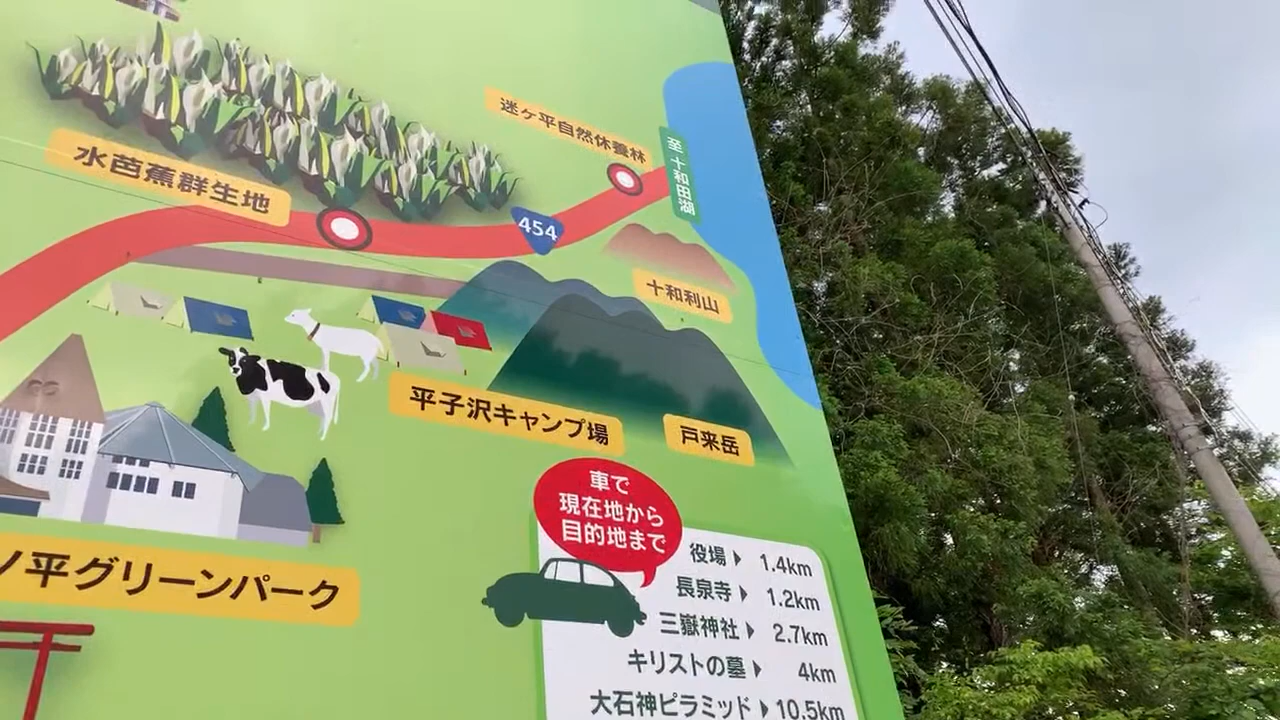 迷ヶ平自然休養林
至 十和田湖
水芭蕉群生地
454
十和利山
平子沢キャンプ場
戸来岳
ノ平グリーンパーク
車で
現在地から
目的地まで
役場 ▶ 1.4km
長泉寺 ▶ 1.2km
三嶽神社 ▶ 2.7km
キリストの墓 ▶ 4km
大石神ピラミッド ▶ 10.5km